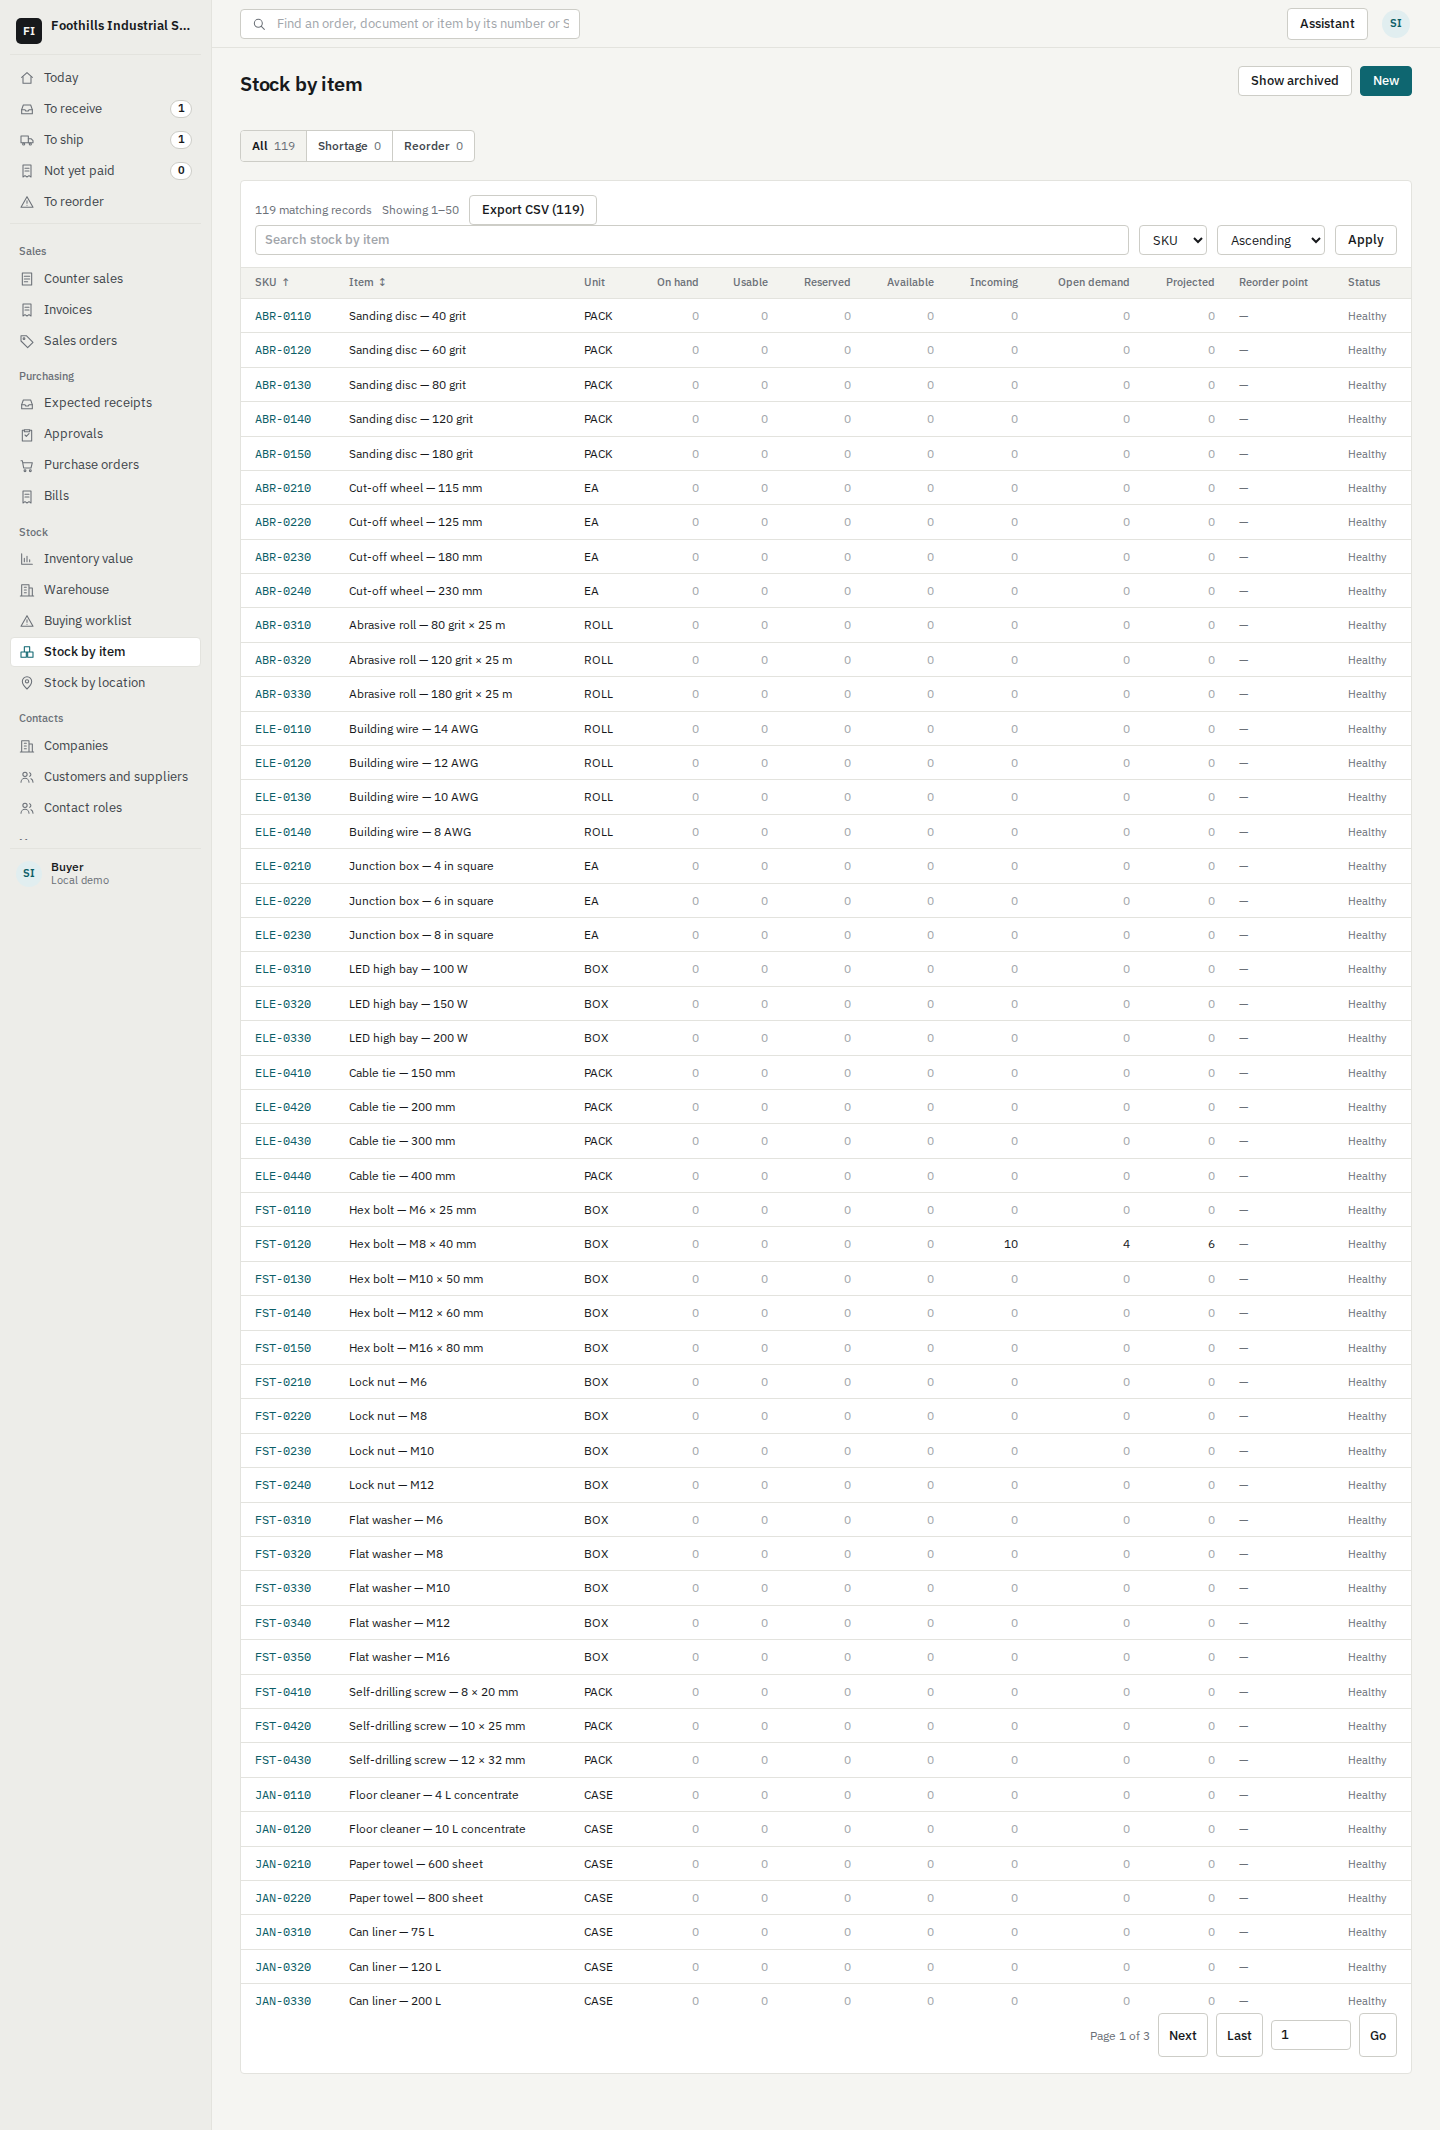 FI Foothills Industrial S...
Today
To receive 1
To ship 1
Not yet paid 0
To reorder
Sales
Counter sales
Invoices
Sales orders
Purchasing
Expected receipts
Approvals
Purchase orders
Bills
Stock
Inventory value
Warehouse
Buying worklist
Stock by item
Stock by location
Contacts
Companies
Customers and suppliers
Contact roles
SI Buyer
Local demo
Find an order, document or item by its number or S
Assistant SI
Stock by item
Show archived New
All 119 Shortage 0 Reorder 0
119 matching records Showing 1–50 Export CSV (119)
Search stock by item SKU Ascending Apply
SKU ↑ Item ↕ Unit On hand Usable Reserved Available Incoming Open demand Projected Reorder point Status
ABR-0110 Sanding disc — 40 grit PACK 0 0 0 0 0 0 0 — Healthy
ABR-0120 Sanding disc — 60 grit PACK 0 0 0 0 0 0 0 — Healthy
ABR-0130 Sanding disc — 80 grit PACK 0 0 0 0 0 0 0 — Healthy
ABR-0140 Sanding disc — 120 grit PACK 0 0 0 0 0 0 0 — Healthy
ABR-0150 Sanding disc — 180 grit PACK 0 0 0 0 0 0 0 — Healthy
ABR-0210 Cut-off wheel — 115 mm EA 0 0 0 0 0 0 0 — Healthy
ABR-0220 Cut-off wheel — 125 mm EA 0 0 0 0 0 0 0 — Healthy
ABR-0230 Cut-off wheel — 180 mm EA 0 0 0 0 0 0 0 — Healthy
ABR-0240 Cut-off wheel — 230 mm EA 0 0 0 0 0 0 0 — Healthy
ABR-0310 Abrasive roll — 80 grit × 25 m ROLL 0 0 0 0 0 0 0 — Healthy
ABR-0320 Abrasive roll — 120 grit × 25 m ROLL 0 0 0 0 0 0 0 — Healthy
ABR-0330 Abrasive roll — 180 grit × 25 m ROLL 0 0 0 0 0 0 0 — Healthy
ELE-0110 Building wire — 14 AWG ROLL 0 0 0 0 0 0 0 — Healthy
ELE-0120 Building wire — 12 AWG ROLL 0 0 0 0 0 0 0 — Healthy
ELE-0130 Building wire — 10 AWG ROLL 0 0 0 0 0 0 0 — Healthy
ELE-0140 Building wire — 8 AWG ROLL 0 0 0 0 0 0 0 — Healthy
ELE-0210 Junction box — 4 in square EA 0 0 0 0 0 0 0 — Healthy
ELE-0220 Junction box — 6 in square EA 0 0 0 0 0 0 0 — Healthy
ELE-0230 Junction box — 8 in square EA 0 0 0 0 0 0 0 — Healthy
ELE-0310 LED high bay — 100 W BOX 0 0 0 0 0 0 0 — Healthy
ELE-0320 LED high bay — 150 W BOX 0 0 0 0 0 0 0 — Healthy
ELE-0330 LED high bay — 200 W BOX 0 0 0 0 0 0 0 — Healthy
ELE-0410 Cable tie — 150 mm PACK 0 0 0 0 0 0 0 — Healthy
ELE-0420 Cable tie — 200 mm PACK 0 0 0 0 0 0 0 — Healthy
ELE-0430 Cable tie — 300 mm PACK 0 0 0 0 0 0 0 — Healthy
ELE-0440 Cable tie — 400 mm PACK 0 0 0 0 0 0 0 — Healthy
FST-0110 Hex bolt — M6 × 25 mm BOX 0 0 0 0 0 0 0 — Healthy
FST-0120 Hex bolt — M8 × 40 mm BOX 0 0 0 0 10 4 6 — Healthy
FST-0130 Hex bolt — M10 × 50 mm BOX 0 0 0 0 0 0 0 — Healthy
FST-0140 Hex bolt — M12 × 60 mm BOX 0 0 0 0 0 0 0 — Healthy
FST-0150 Hex bolt — M16 × 80 mm BOX 0 0 0 0 0 0 0 — Healthy
FST-0210 Lock nut — M6 BOX 0 0 0 0 0 0 0 — Healthy
FST-0220 Lock nut — M8 BOX 0 0 0 0 0 0 0 — Healthy
FST-0230 Lock nut — M10 BOX 0 0 0 0 0 0 0 — Healthy
FST-0240 Lock nut — M12 BOX 0 0 0 0 0 0 0 — Healthy
FST-0310 Flat washer — M6 BOX 0 0 0 0 0 0 0 — Healthy
FST-0320 Flat washer — M8 BOX 0 0 0 0 0 0 0 — Healthy
FST-0330 Flat washer — M10 BOX 0 0 0 0 0 0 0 — Healthy
FST-0340 Flat washer — M12 BOX 0 0 0 0 0 0 0 — Healthy
FST-0350 Flat washer — M16 BOX 0 0 0 0 0 0 0 — Healthy
FST-0410 Self-drilling screw — 8 × 20 mm PACK 0 0 0 0 0 0 0 — Healthy
FST-0420 Self-drilling screw — 10 × 25 mm PACK 0 0 0 0 0 0 0 — Healthy
FST-0430 Self-drilling screw — 12 × 32 mm PACK 0 0 0 0 0 0 0 — Healthy
JAN-0110 Floor cleaner — 4 L concentrate CASE 0 0 0 0 0 0 0 — Healthy
JAN-0120 Floor cleaner — 10 L concentrate CASE 0 0 0 0 0 0 0 — Healthy
JAN-0210 Paper towel — 600 sheet CASE 0 0 0 0 0 0 0 — Healthy
JAN-0220 Paper towel — 800 sheet CASE 0 0 0 0 0 0 0 — Healthy
JAN-0310 Can liner — 75 L CASE 0 0 0 0 0 0 0 — Healthy
JAN-0320 Can liner — 120 L CASE 0 0 0 0 0 0 0 — Healthy
JAN-0330 Can liner — 200 L CASE 0 0 0 0 0 0 0 — Healthy
Page 1 of 3 Next Last 1 Go